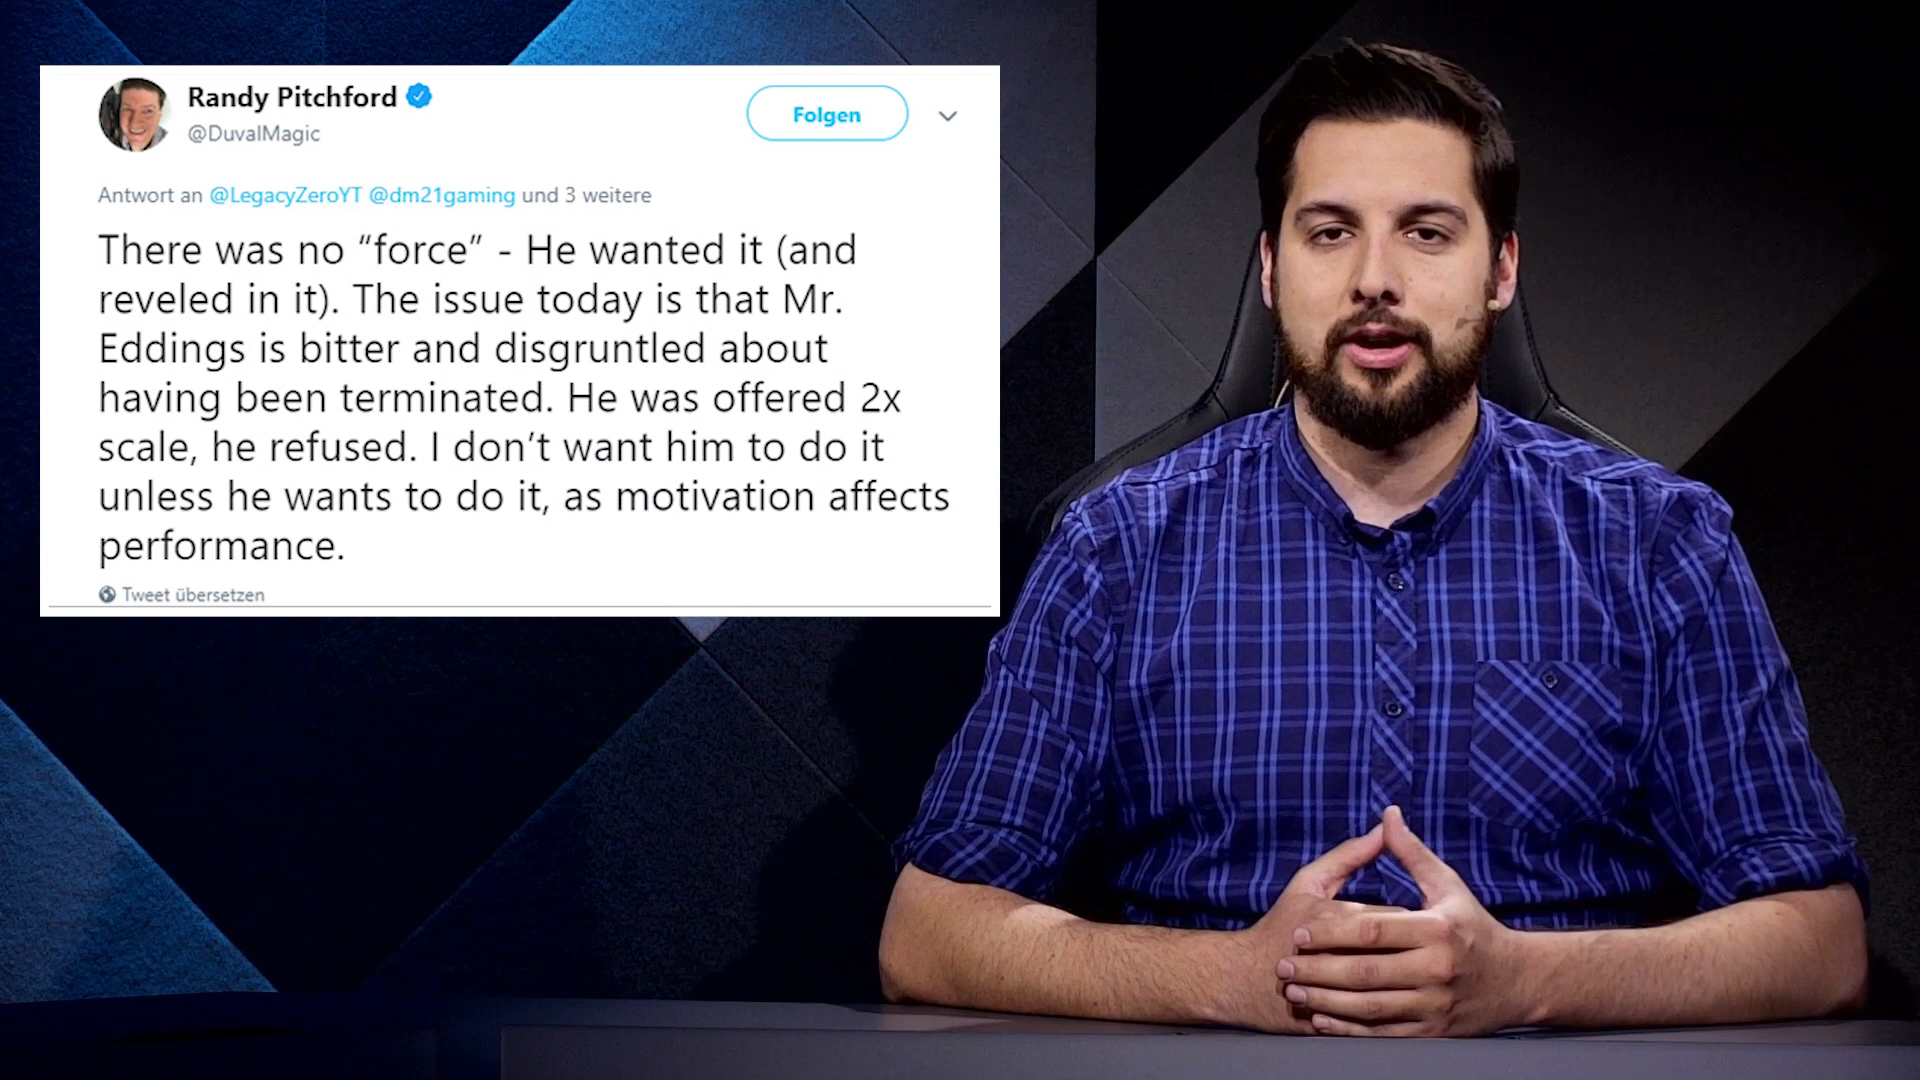 Randy Pitchford
@DuvalMagic
Folgen
Antwort an @LegacyZeroYT @dm21gaming und 3 weitere
There was no “force” - He wanted it (and
reveled in it). The issue today is that Mr.
Eddings is bitter and disgruntled about
having been terminated. He was offered 2x
scale, he refused. I don’t want him to do it
unless he wants to do it, as motivation affects
performance.
Tweet übersetzen